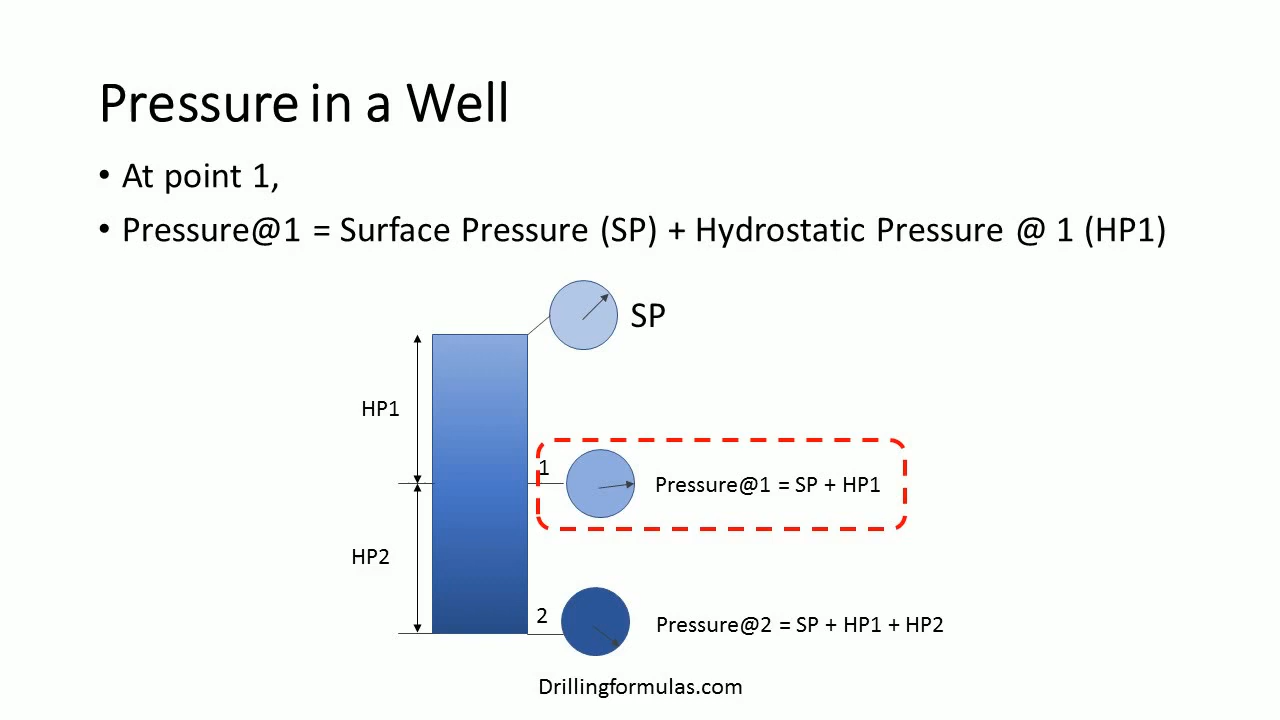 Pressure in a Well
• At point 1,
• Pressure@1 = Surface Pressure (SP) + Hydrostatic Pressure @ 1 (HP1)
SP
HP1
1
Pressure@1 = SP + HP1
HP2
2
Pressure@2 = SP + HP1 + HP2
Drillingformulas.com